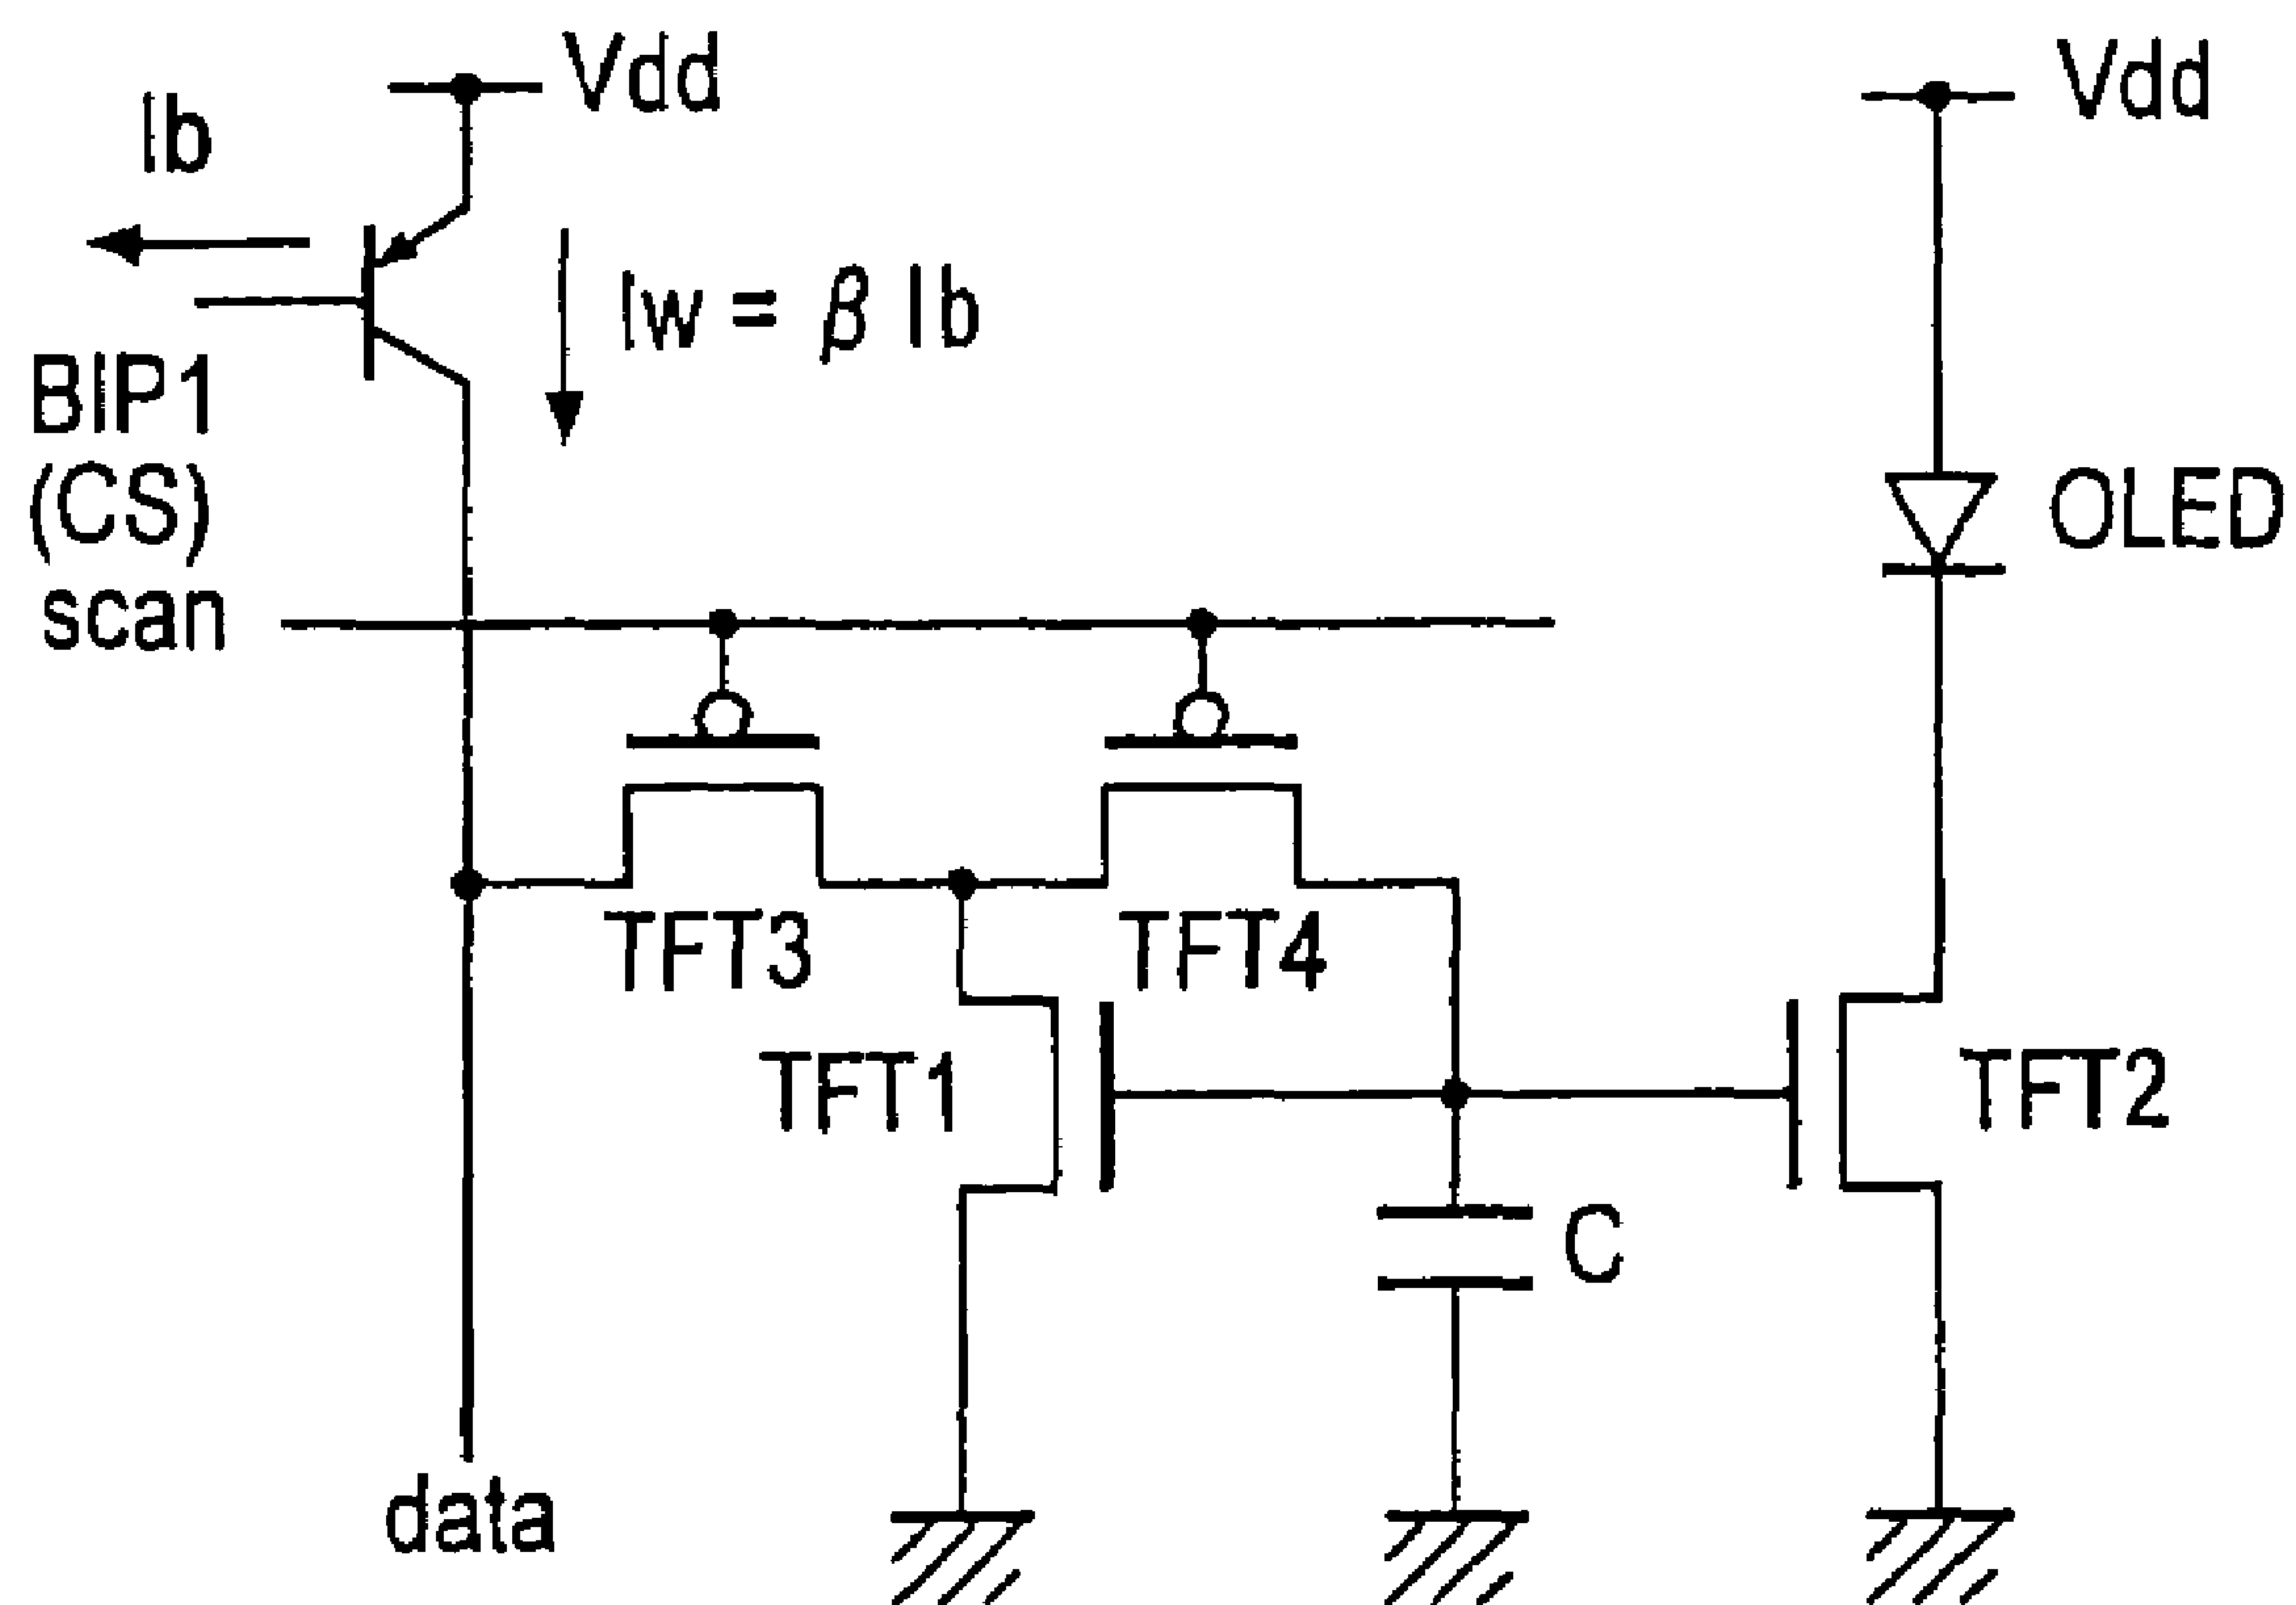 Vdd
Vdd
Ib
Iw = β Ib
BIP1
(CS)
OLED
scan
TFT3
TFT4
TFT1
TFT2
C
data